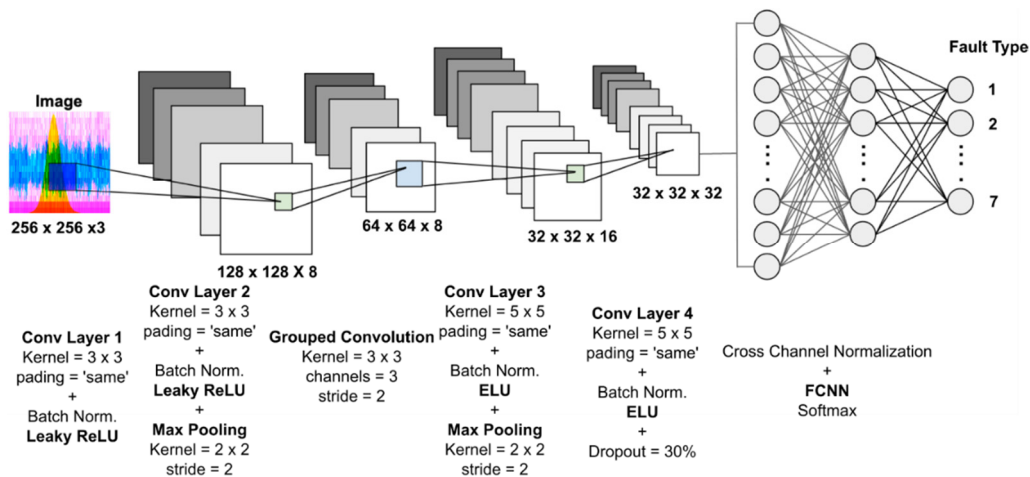 Image
256 x 256 x3
128 x 128 X 8
64 x 64 x 8
32 x 32 x 16
32 x 32 x 32
Fault Type
1
2
7
Conv Layer 1
Kernel = 3 x 3
pading = 'same'
+
Batch Norm.
Leaky ReLU
Conv Layer 2
Kernel = 3 x 3
pading = 'same'
+
Batch Norm.
Leaky ReLU
+
Max Pooling
Kernel = 2 x 2
stride = 2
Grouped Convolution
Kernel = 3 x 3
channels = 3
stride = 2
Conv Layer 3
Kernel = 5 x 5
pading = 'same'
+
Batch Norm.
ELU
+
Max Pooling
Kernel = 2 x 2
stride = 2
Conv Layer 4
Kernel = 5 x 5
pading = 'same'
+
Batch Norm.
ELU
+
Dropout = 30%
Cross Channel Normalization
+
FCNN
Softmax